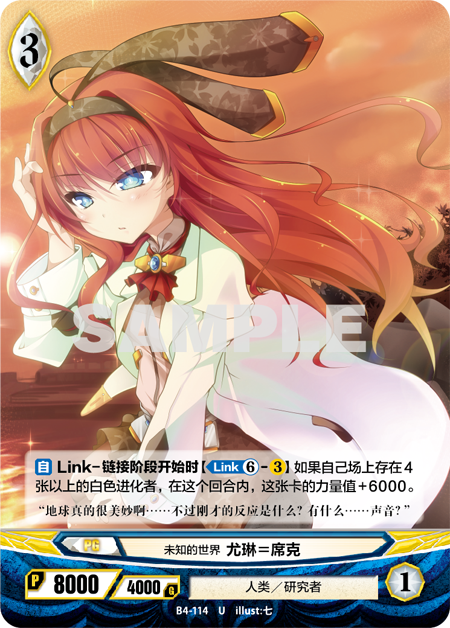 3
SAMPLE
自 Link-链接阶段开始时【Link 6-3】如果自己场上存在4
张以上的白色进化者，在这个回合内，这张卡的力量值＋6000。
“地球真的很美妙啊……不过刚才的反应是什么？有什么……声音？”
PG 未知的世界 尤琳＝席克
P 8000 4000 G 人类／研究者 1
B4-114 U illust:七